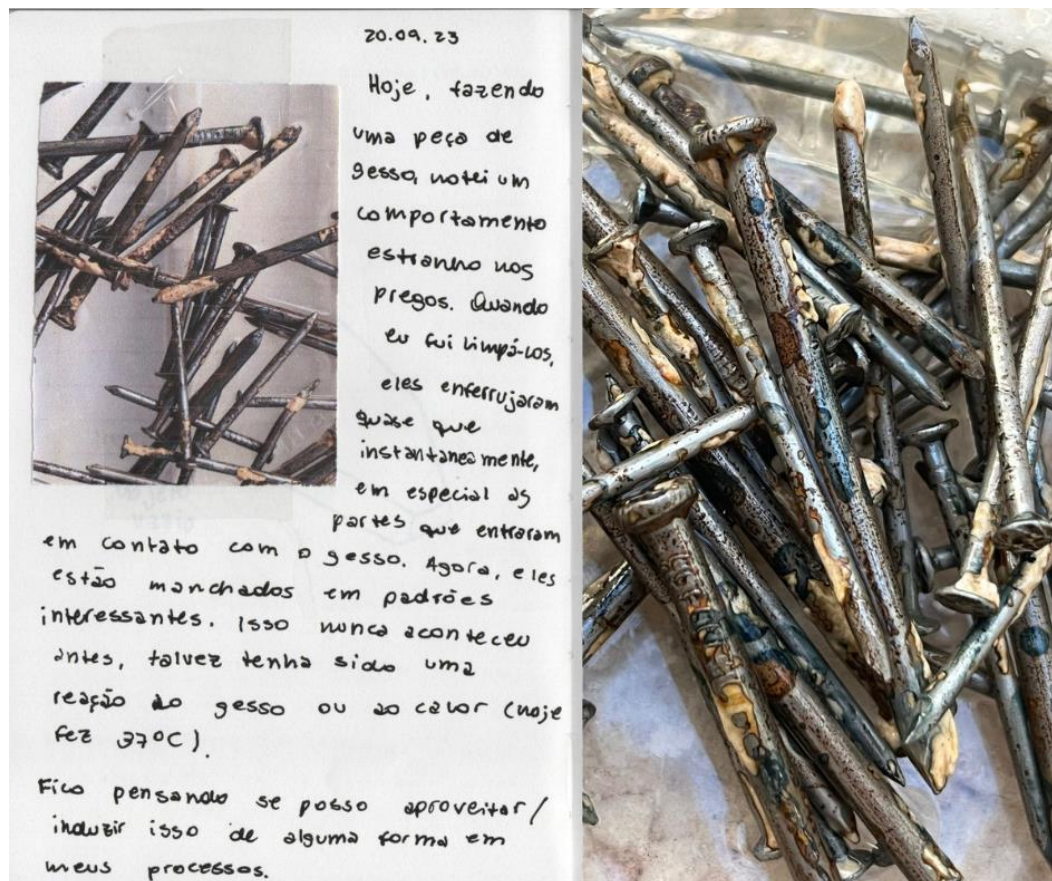 20.09.23
Hoje, fazendo
uma peça de
gesso, notei um
comportamento
estranho nos
pregos. Quando
eu fui limpá-los,
eles enferrujaram
quase que
instantaneamente,
em especial as
partes que entraram
em contato com o gesso. Agora, eles
estão manchados em padrões
interessantes. Isso nunca aconteceu
antes, talvez tenha sido uma
reação ao gesso ou ao calor (hoje
fez 37°C).
Fico pensando se posso aproveitar/
induzir isso de alguma forma em
meus processos.